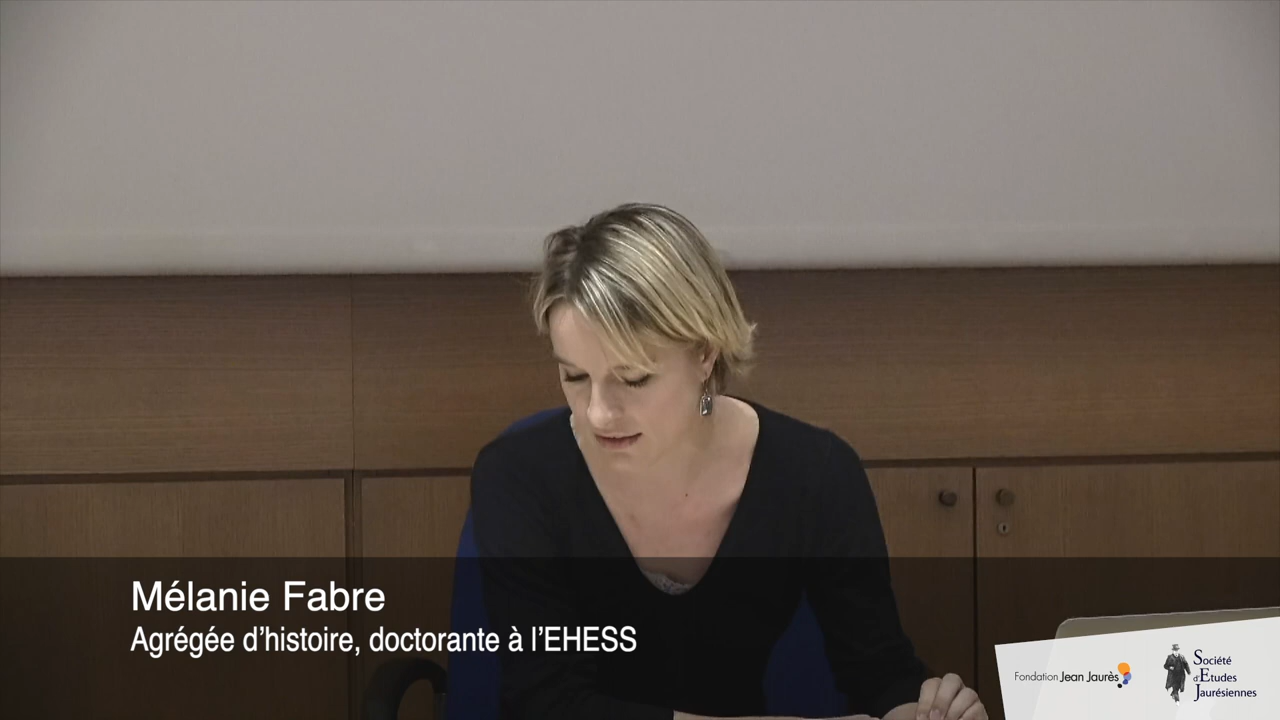 Mélanie Fabre
Agrégée d'histoire, doctorante à l'EHESS
Fondation Jean Jaurès
Société
d'Etudes
Jaurésiennes